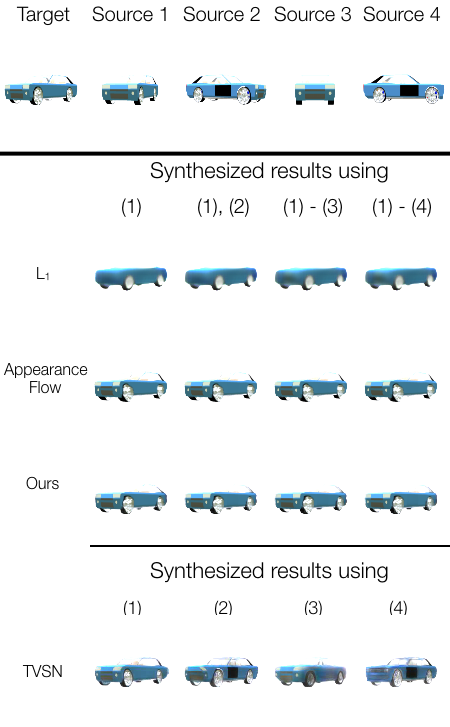 Target Source 1 Source 2 Source 3 Source 4
Synthesized results using
(1) (1), (2) (1) - (3) (1) - (4)
L₁
Appearance
Flow
Ours
Synthesized results using
(1) (2) (3) (4)
TVSN